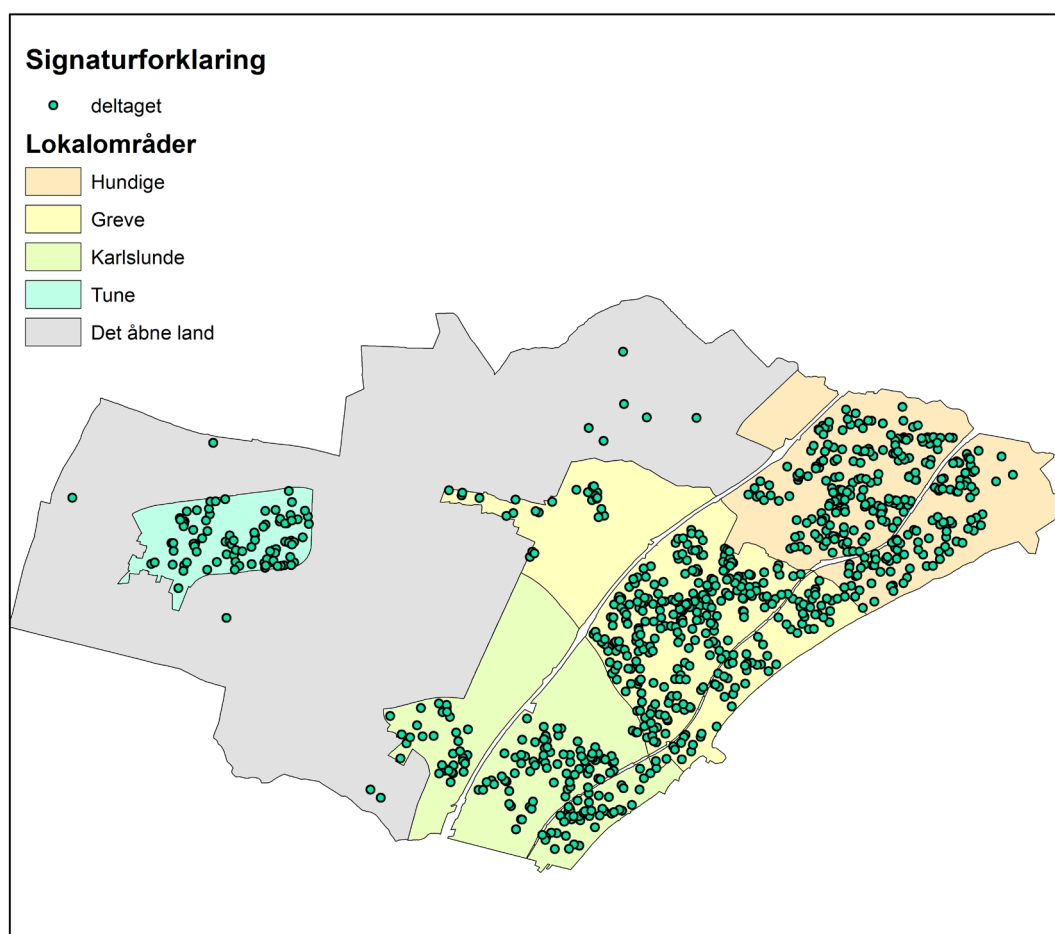 Signaturforklaring
deltaget
Lokalområder
Hundige
Greve
Karlslunde
Tune
Det åbne land